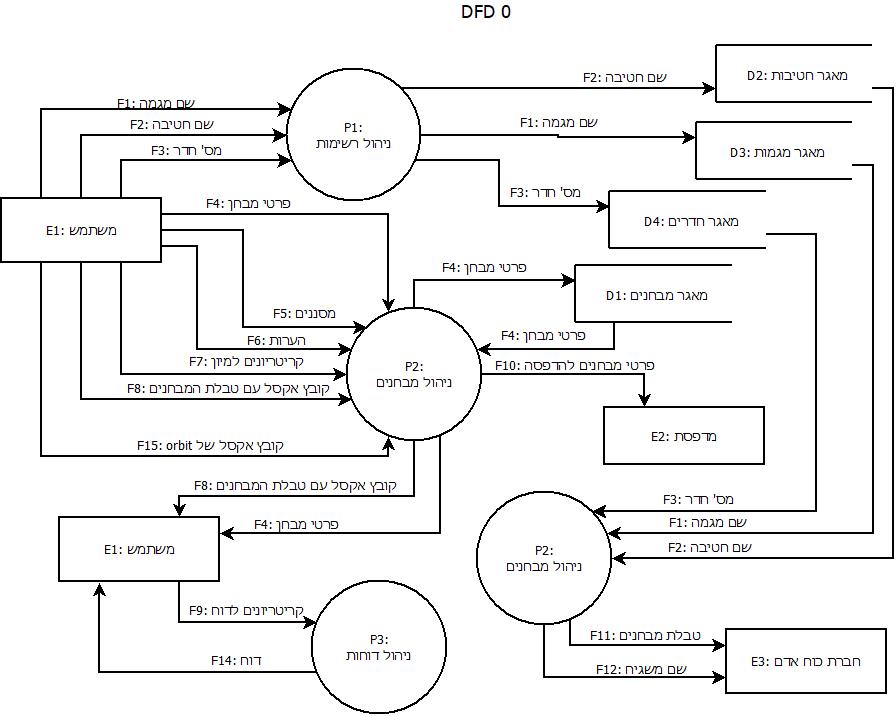 DFD 0
F2: שם חטיבה
D2: מאגר חטיבות
F1: שם מגמה
F2: שם חטיבה
F3: מס' חדר
P1:
ניהול רשימות
F1: שם מגמה
D3: מאגר מגמות
F3: מס' חדר
D4: מאגר חדרים
E1: משתמש
F4: פרטי מבחן
F4: פרטי מבחן
D1: מאגר מבחנים
F5: מסננים
F6: הערות
F7: קריטריונים למיון
F8: קובץ אקסל עם טבלת המבחנים
P2:
ניהול מבחנים
F4: פרטי מבחן
F10: פרטי מבחנים להדפסה
E2: מדפסת
F15: קובץ אקסל של orbit
F8: קובץ אקסל עם טבלת המבחנים
F4: פרטי מבחן
E1: משתמש
F3: מס' חדר
F1: שם מגמה
F2: שם חטיבה
P2:
ניהול מבחנים
F9: קריטריונים לדוח
P3:
ניהול דוחות
F14: דוח
F11: טבלת מבחנים
F12: שם משגיח
E3: חברת כוח אדם